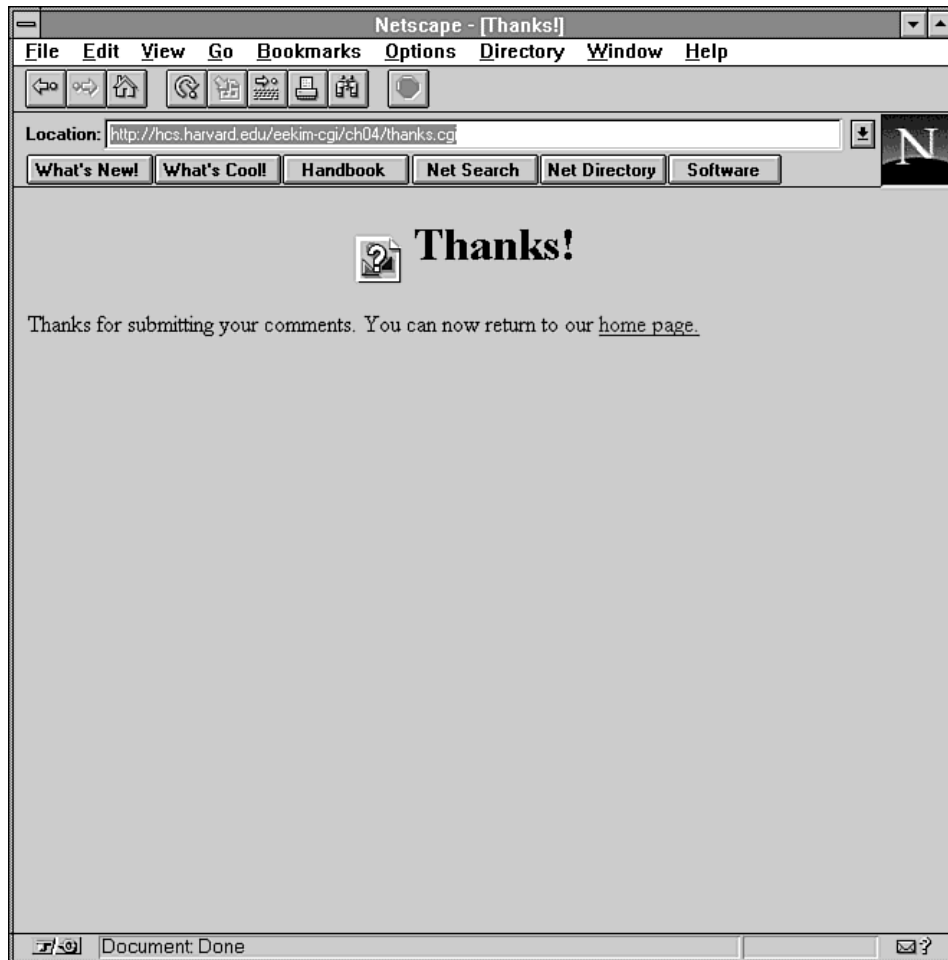 Netscape - [Thanks!]
File Edit View Go Bookmarks Options Directory Window Help
Location: http://hcs.harvard.edu/eekim-cgi/ch04/thanks.cgi
N
What's New! What's Cool! Handbook Net Search Net Directory Software
Thanks!
Thanks for submitting your comments. You can now return to our home page.
Document: Done